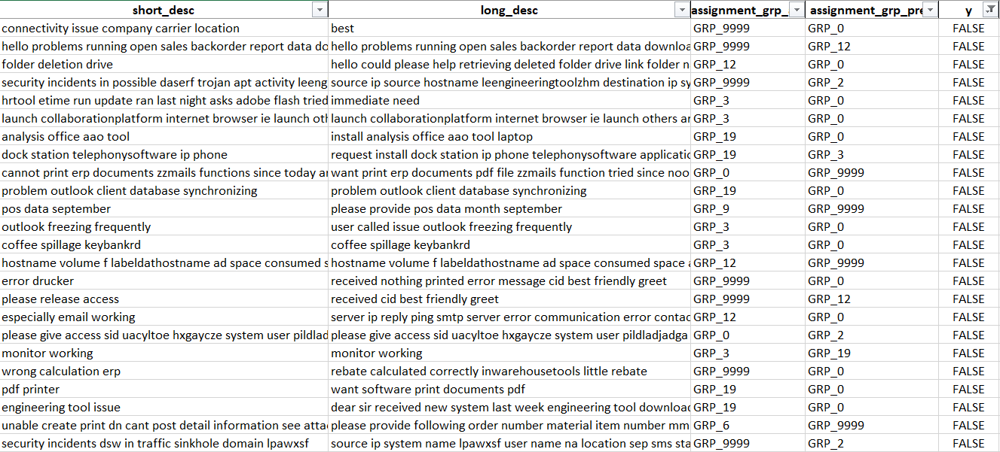 short_desc long_desc assignment_grp_ assignment_grp_pre y
connectivity issue company carrier location best GRP_9999 GRP_0 FALSE
hello problems running open sales backorder report data do hello problems running open sales backorder report data downloa GRP_9999 GRP_12 FALSE
folder deletion drive hello could please help retrieving deleted folder drive link folder n GRP_12 GRP_0 FALSE
security incidents in possible daserf trojan apt activity leeng source ip source hostname leengineeringtoolzhm destination ip sy GRP_9999 GRP_2 FALSE
hrtool etime run update ran last night asks adobe flash tried immediate need GRP_3 GRP_0 FALSE
launch collaborationplatform internet browser ie launch oth launch collaborationplatform internet browser ie launch others ar GRP_3 GRP_0 FALSE
analysis office aao tool install analysis office aao tool laptop GRP_19 GRP_0 FALSE
dock station telephonysoftware ip phone request install dock station ip phone telephonysoftware applicatio GRP_19 GRP_3 FALSE
cannot print erp documents zzmails functions since today ar want print erp documents pdf file zzmails function tried since noo GRP_0 GRP_9999 FALSE
problem outlook client database synchronizing problem outlook client database synchronizing GRP_19 GRP_0 FALSE
pos data september please provide pos data month september GRP_9 GRP_9999 FALSE
outlook freezing frequently user called issue outlook freezing frequently GRP_3 GRP_0 FALSE
coffee spillage keybankrd coffee spillage keybankrd GRP_3 GRP_0 FALSE
hostname volume f labeldathostname ad space consumed s hostname volume f labeldathostname ad space consumed space a GRP_12 GRP_9999 FALSE
error drucker received nothing printed error message cid best friendly greet GRP_9999 GRP_0 FALSE
please release access received cid best friendly greet GRP_9999 GRP_12 FALSE
especially email working server ip reply ping smtp server error communication error contac GRP_12 GRP_0 FALSE
please give access sid uacyltoe hxgaycze system user pildlad please give access sid uacyltoe hxgaycze system user pildladjadga GRP_0 GRP_2 FALSE
monitor working monitor working GRP_3 GRP_19 FALSE
wrong calculation erp rebate calculated correctly inwarehousetools little rebate GRP_9999 GRP_0 FALSE
pdf printer want software print documents pdf GRP_19 GRP_0 FALSE
engineering tool issue dear sir received new system last week engineering tool downloac GRP_19 GRP_0 FALSE
unable create print dn cant post detail information see atta please provide following order number material item number mm GRP_6 GRP_9999 FALSE
security incidents dsw in traffic sinkhole domain lpawxsf source ip system name lpawxsf user name na location sep sms sta GRP_9999 GRP_2 FALSE